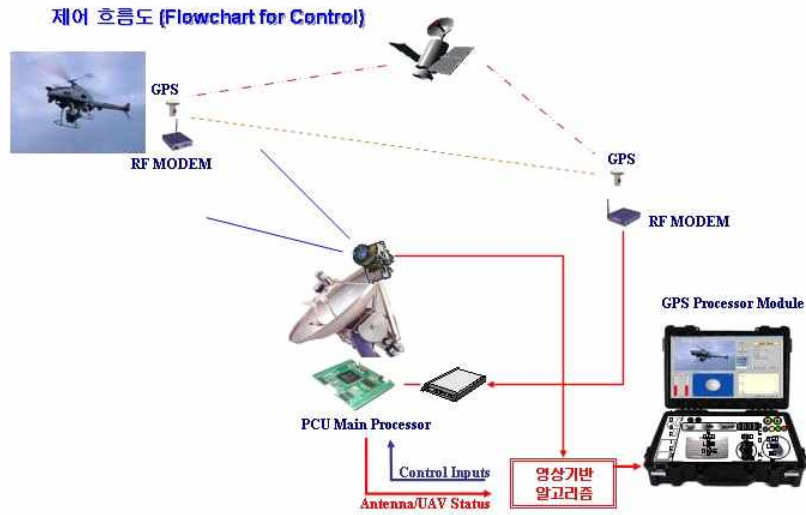 제어 흐름도 (Flowchart for Control)
GPS
RF MODEM
GPS
RF MODEM
GPS Processor Module
PCU Main Processor
Control Inputs
Antenna/UAV Status
영상기반
알고리즘